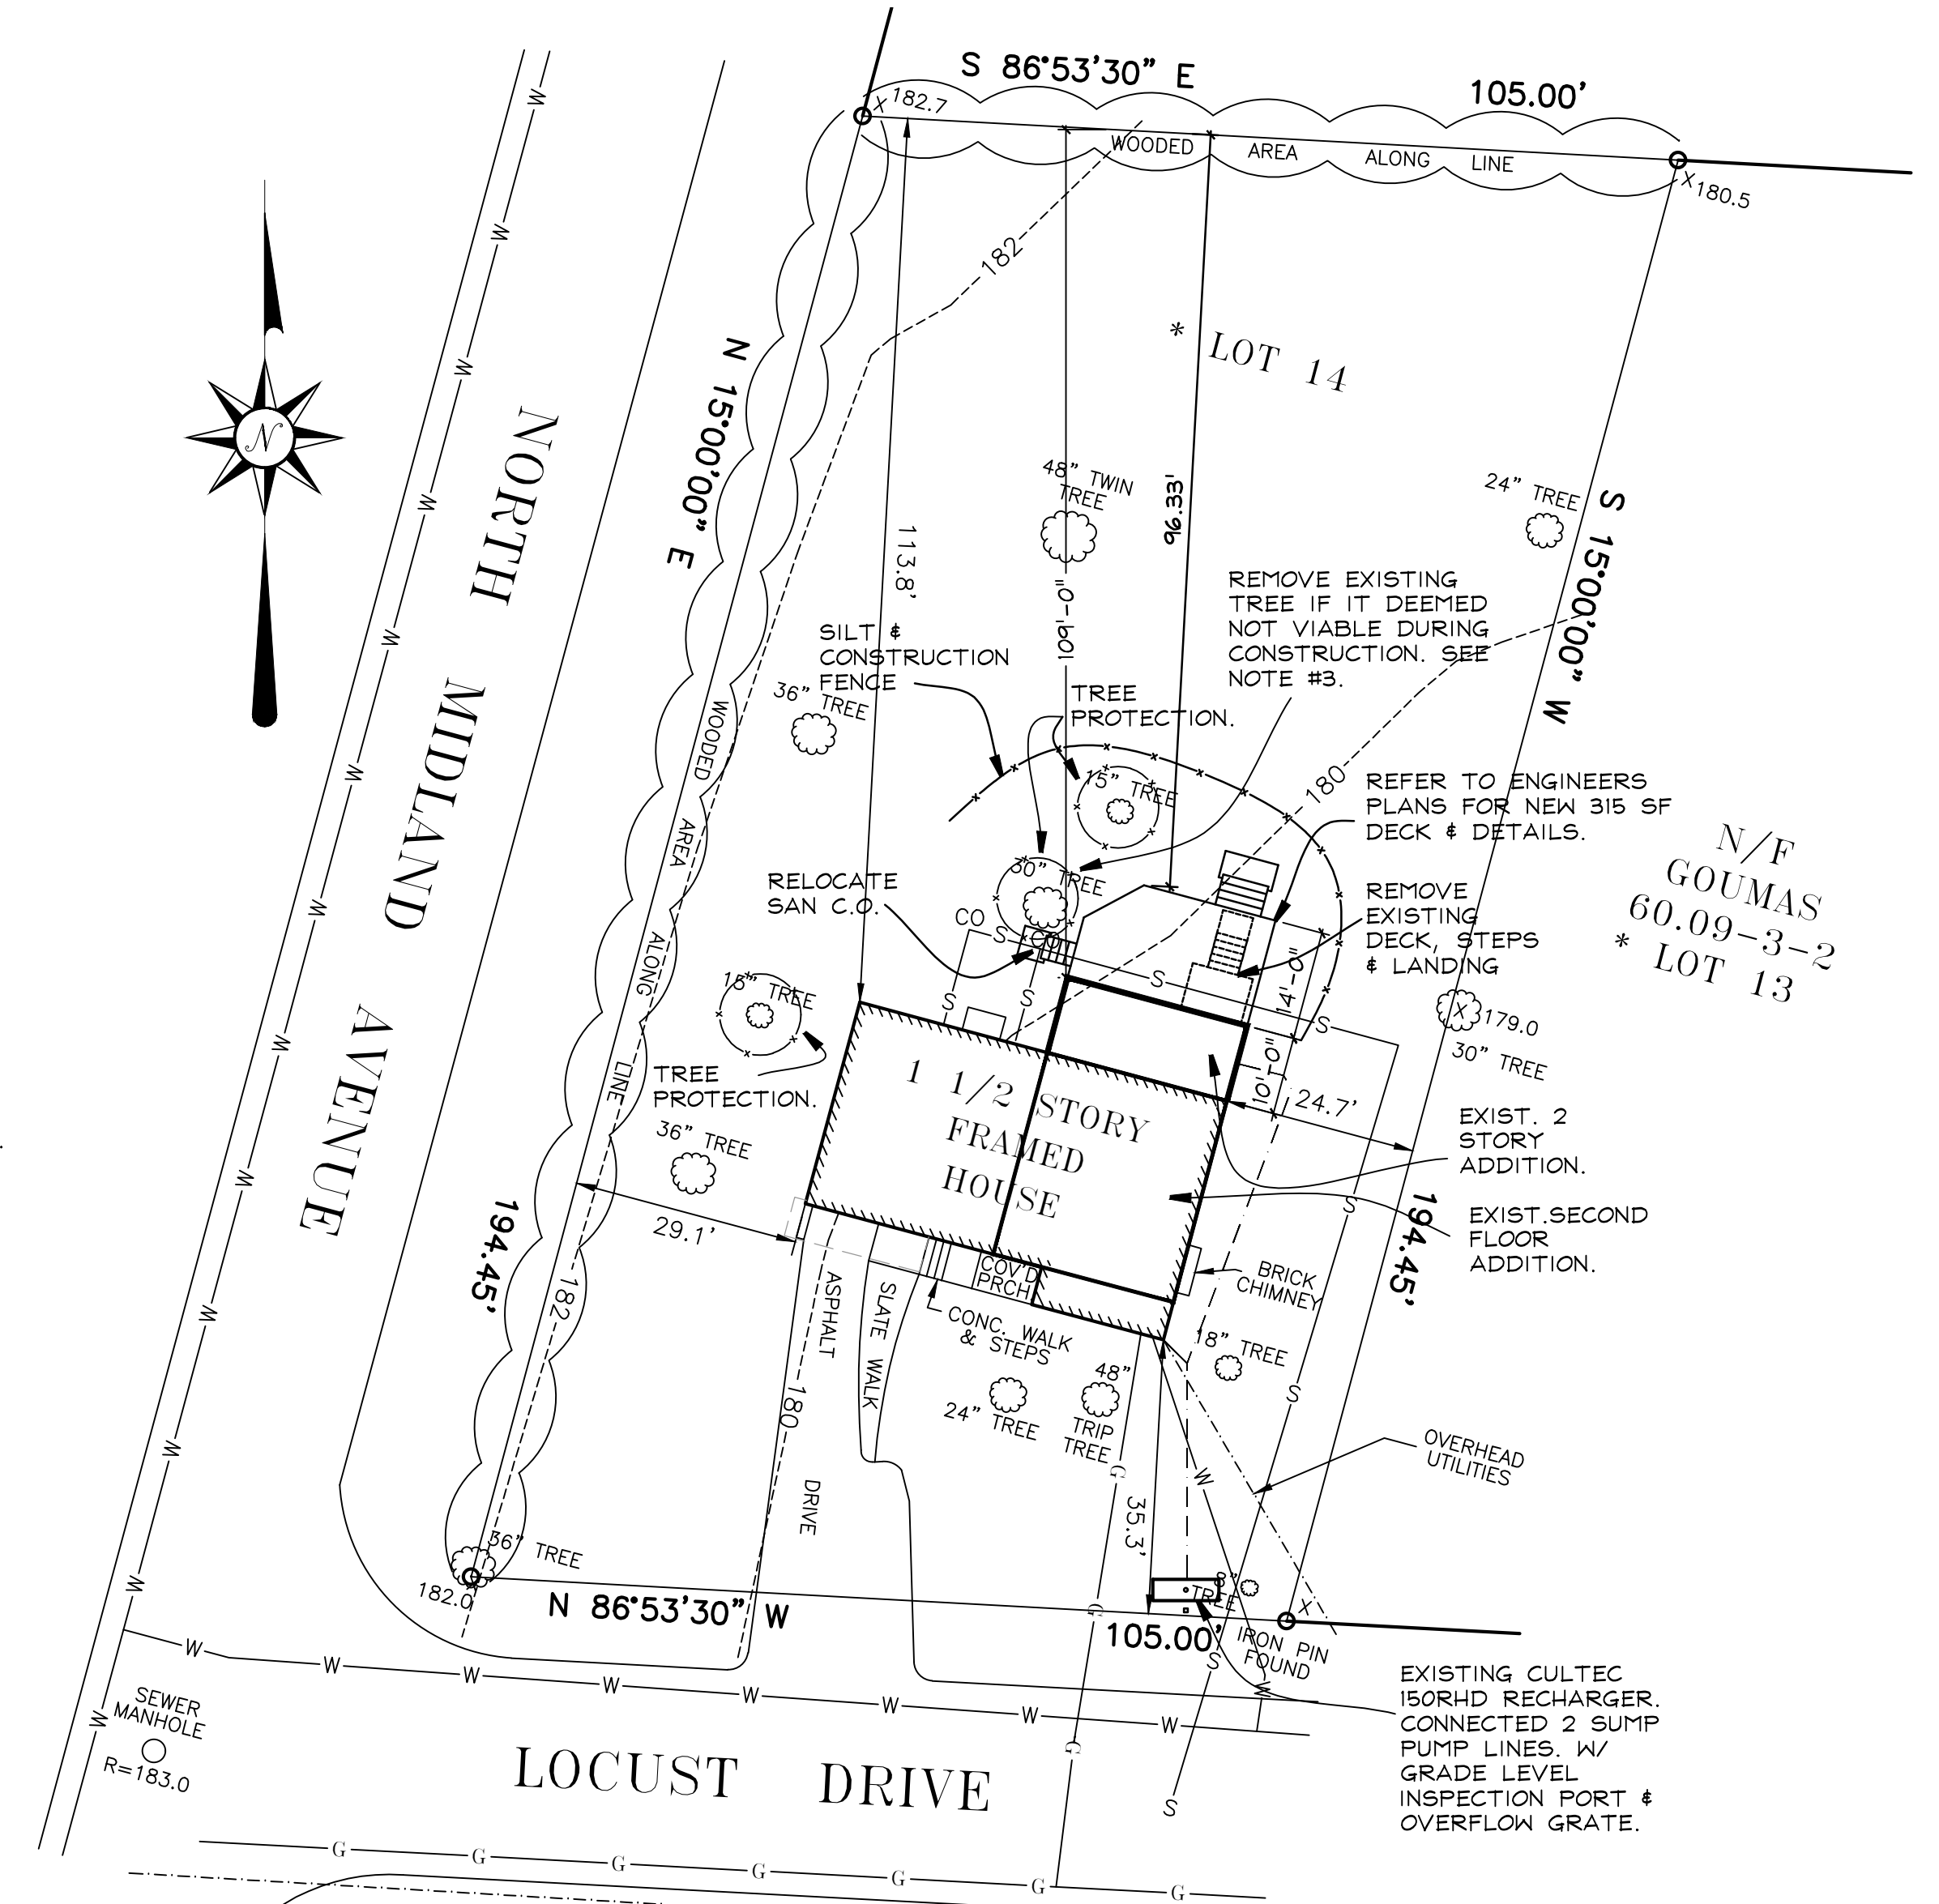 S 86°53'30" E
105.00'
X 182.7
WOODED AREA ALONG LINE
X 180.5
182
* LOT 14
N
N 15°00'00" E
NORTH MIDLAND AVENUE
48" TWIN
TREE
24" TREE
S 15°00'00" W
113.8'
109'-0"
96.33'
REMOVE EXISTING
TREE IF IT DEEMED
NOT VIABLE DURING
CONSTRUCTION. SEE
NOTE #3.
SILT &
CONSTRUCTION
FENCE
36" TREE
TREE
PROTECTION.
15" TREE
180
REFER TO ENGINEERS
PLANS FOR NEW 315 SF
DECK & DETAILS.
N/F
GOUMAS
60.09-3-2
* LOT 13
WOODED AREA ALONG LINE
RELOCATE
SAN C.O.
30" TREE
CO
CO
REMOVE
EXISTING
DECK, STEPS
& LANDING
14'-0"
10'-0"
15" TREE
X 179.0
30" TREE
TREE
PROTECTION.
36" TREE
1 1/2 STORY
FRAMED
HOUSE
24.7'
EXIST. 2
STORY
ADDITION.
29.1'
194.45'
194.45'
EXIST.SECOND
FLOOR
ADDITION.
COV'D
PRCH
BRICK
CHIMNEY
182
ASPHALT
DRIVE
SLATE WALK
CONC. WALK
& STEPS
18" TREE
180
24" TREE
48"
TRIP
TREE
OVERHEAD
UTILITIES
35.3'
36" TREE
182.0
N 86°53'30" W
105.00'
8"
TREE
X
IRON PIN
FOUND
W W W W W W W W W W W W W
W W W W W W W W
W W
S S S S S S S S S
G G G
SEWER
MANHOLE
R=183.0
EXISTING CULTEC
150RHD RECHARGER.
CONNECTED 2 SUMP
PUMP LINES. W/
GRADE LEVEL
INSPECTION PORT &
OVERFLOW GRATE.
LOCUST DRIVE
G G G G G G G